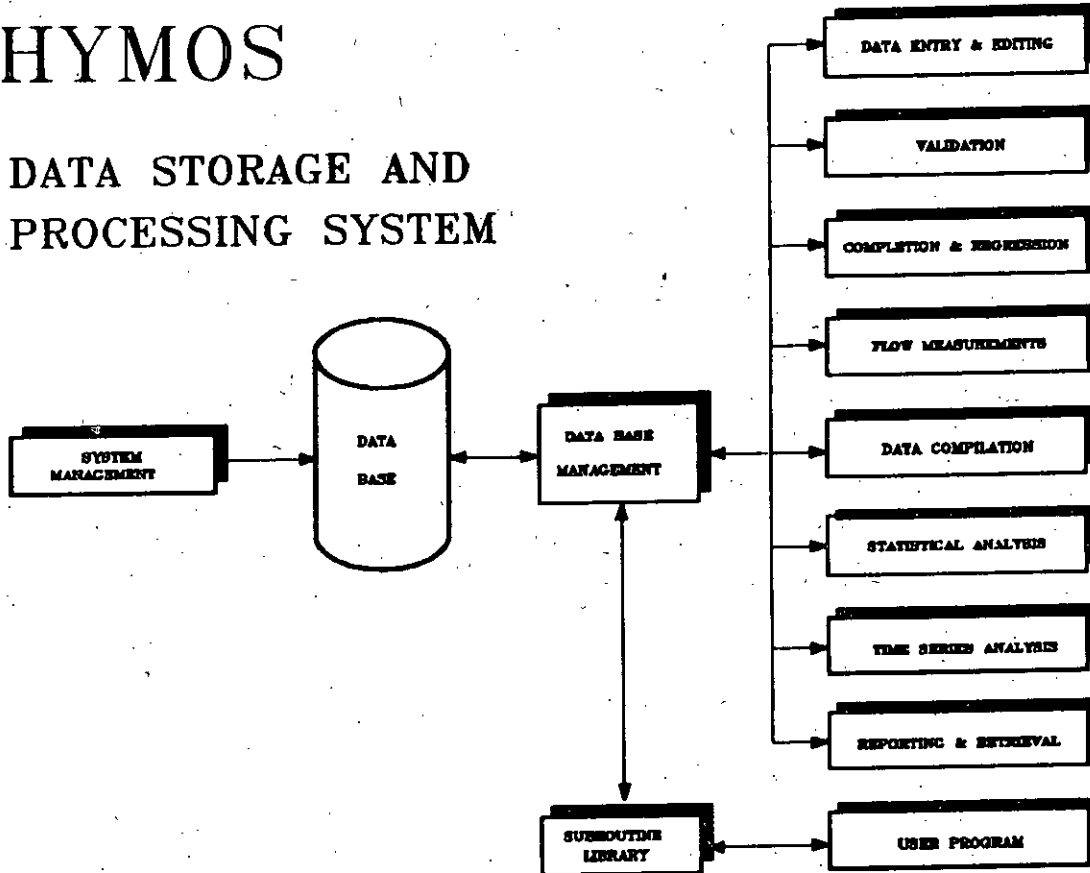 HYMOS
DATA STORAGE AND
PROCESSING SYSTEM
DATA ENTRY & EDITING
VALIDATION
COMPLETION & REGRESSION
FLOW MEASUREMENTS
DATA COMPILATION
STATISTICAL ANALYSIS
TIME SERIES ANALYSIS
REPORTING & RETRIEVAL
SYSTEM
MANAGEMENT
DATA
BASE
DATA BASE
MANAGEMENT
SUBROUTINE
LIBRARY
USER PROGRAM